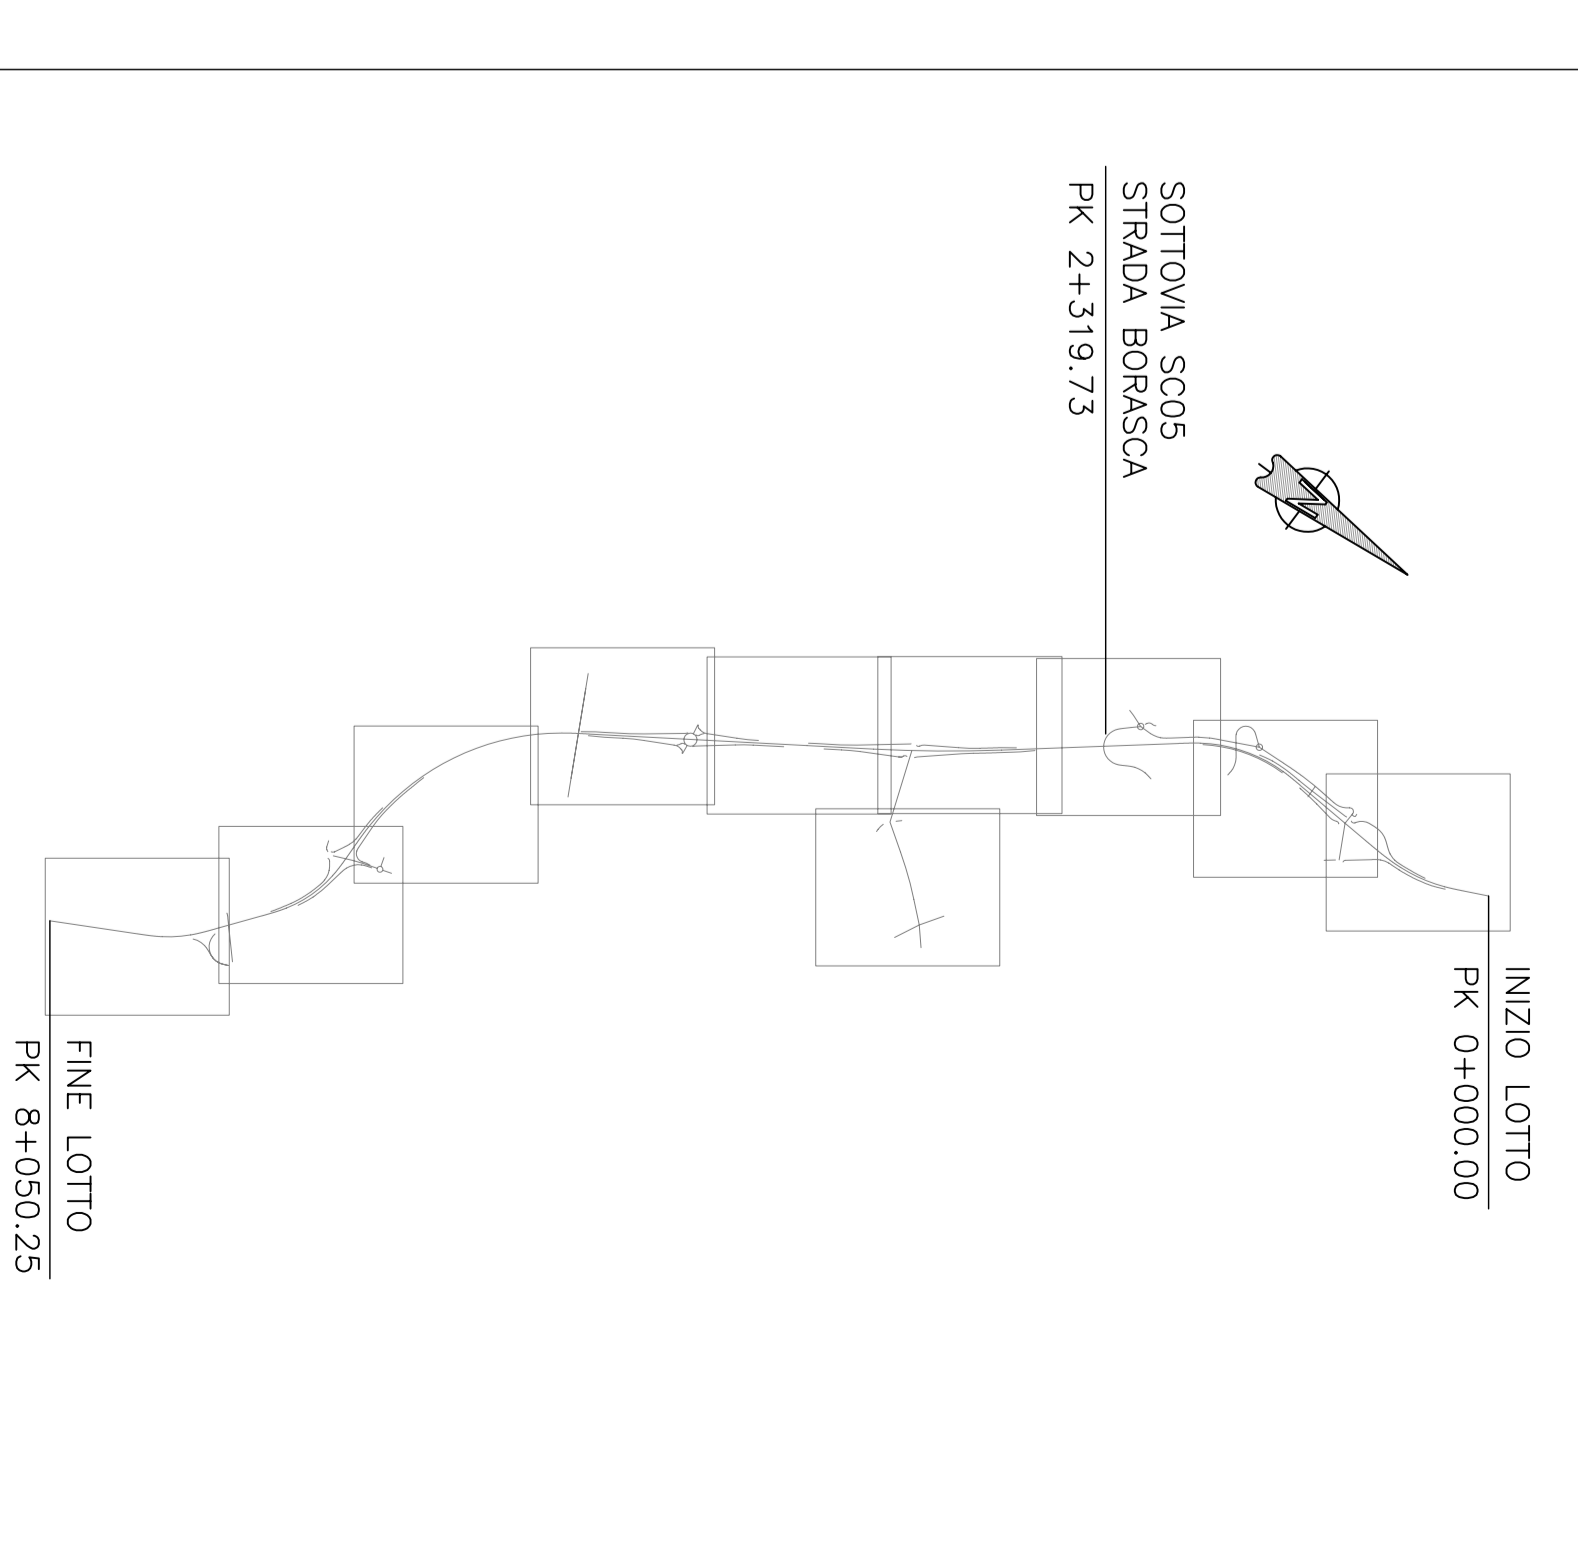 SOTTOVIA SC05
STRADA BORASCA
PK 2+319.73
N
INIZIO LOTTO
PK 0+000.00
FINE LOTTO
PK 8+050.25